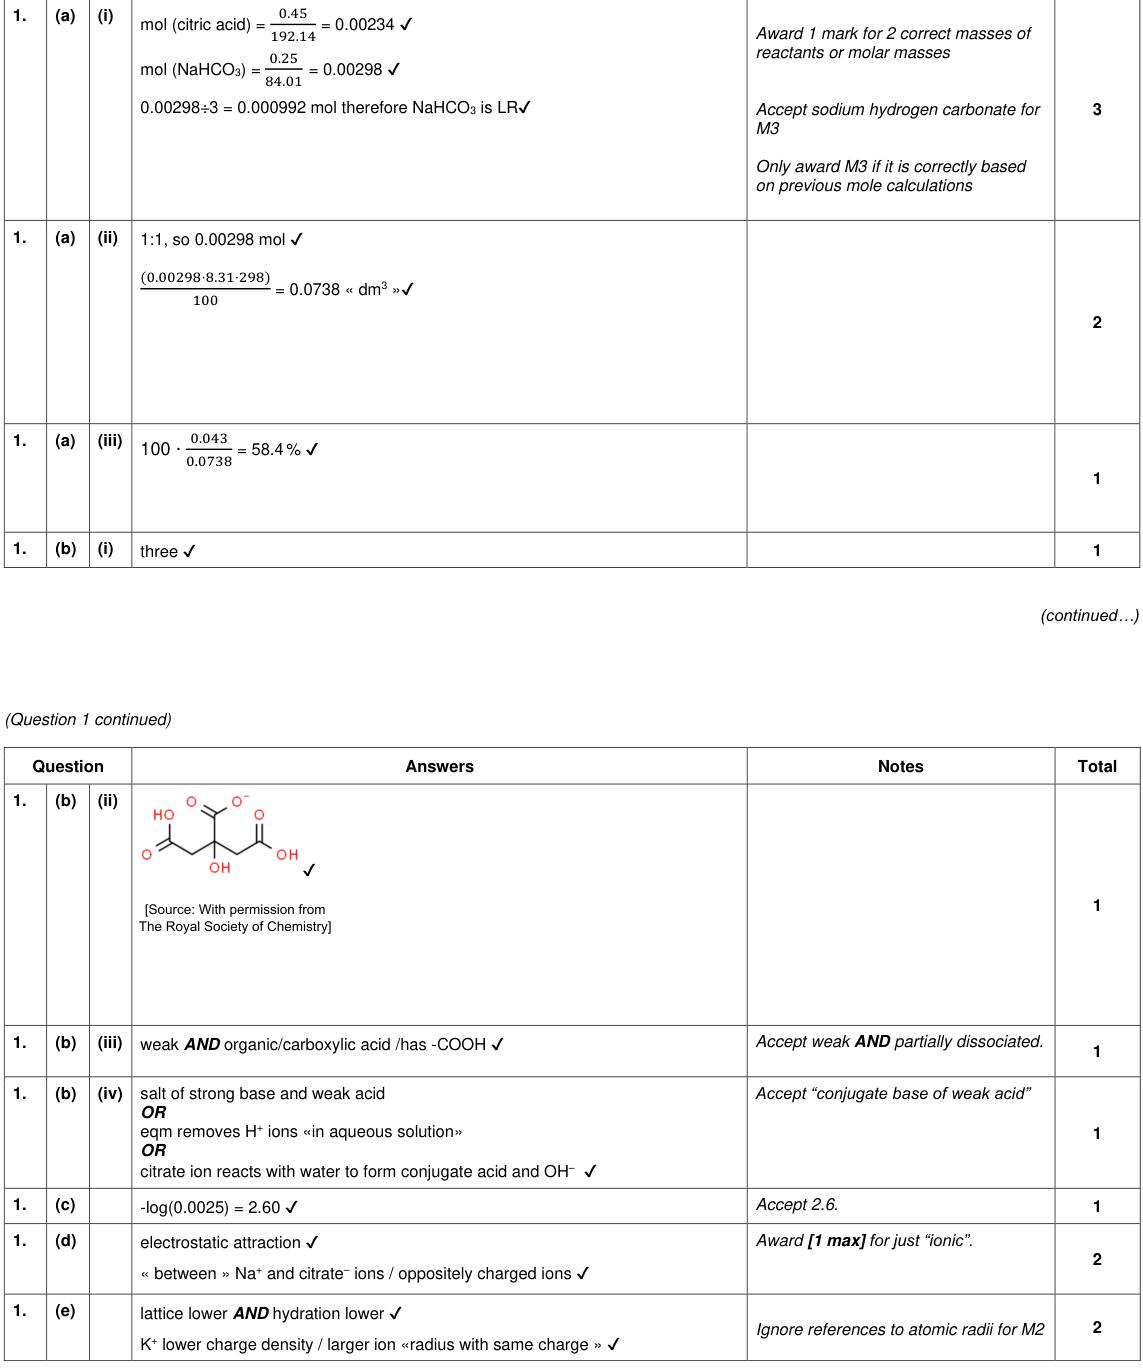 1. (a) (i) mol (citric acid) = 0.45/192.14 = 0.00234 ✓
mol (NaHCO₃) = 0.25/84.01 = 0.00298 ✓
0.00298÷3 = 0.000992 mol therefore NaHCO₃ is LR✓
Award 1 mark for 2 correct masses of
reactants or molar masses
Accept sodium hydrogen carbonate for
M3
Only award M3 if it is correctly based
on previous mole calculations
3
1. (a) (ii) 1:1, so 0.00298 mol ✓
(0.00298·8.31·298)/100 = 0.0738 « dm³ »✓
2
1. (a) (iii) 100 · 0.043/0.0738 = 58.4 % ✓
1
1. (b) (i) three ✓
1
(continued…)
(Question 1 continued)
Question Answers Notes Total
1. (b) (ii)
O O⁻
HO O
O OH
OH ✓
[Source: With permission from
The Royal Society of Chemistry]
1
1. (b) (iii) weak AND organic/carboxylic acid /has -COOH ✓
Accept weak AND partially dissociated.
1
1. (b) (iv) salt of strong base and weak acid
OR
eqm removes H⁺ ions «in aqueous solution»
OR
citrate ion reacts with water to form conjugate acid and OH⁻ ✓
Accept “conjugate base of weak acid”
1
1. (c) -log(0.0025) = 2.60 ✓
Accept 2.6.
1
1. (d) electrostatic attraction ✓
« between » Na⁺ and citrate⁻ ions / oppositely charged ions ✓
Award [1 max] for just “ionic”.
2
1. (e) lattice lower AND hydration lower ✓
K⁺ lower charge density / larger ion «radius with same charge » ✓
Ignore references to atomic radii for M2
2